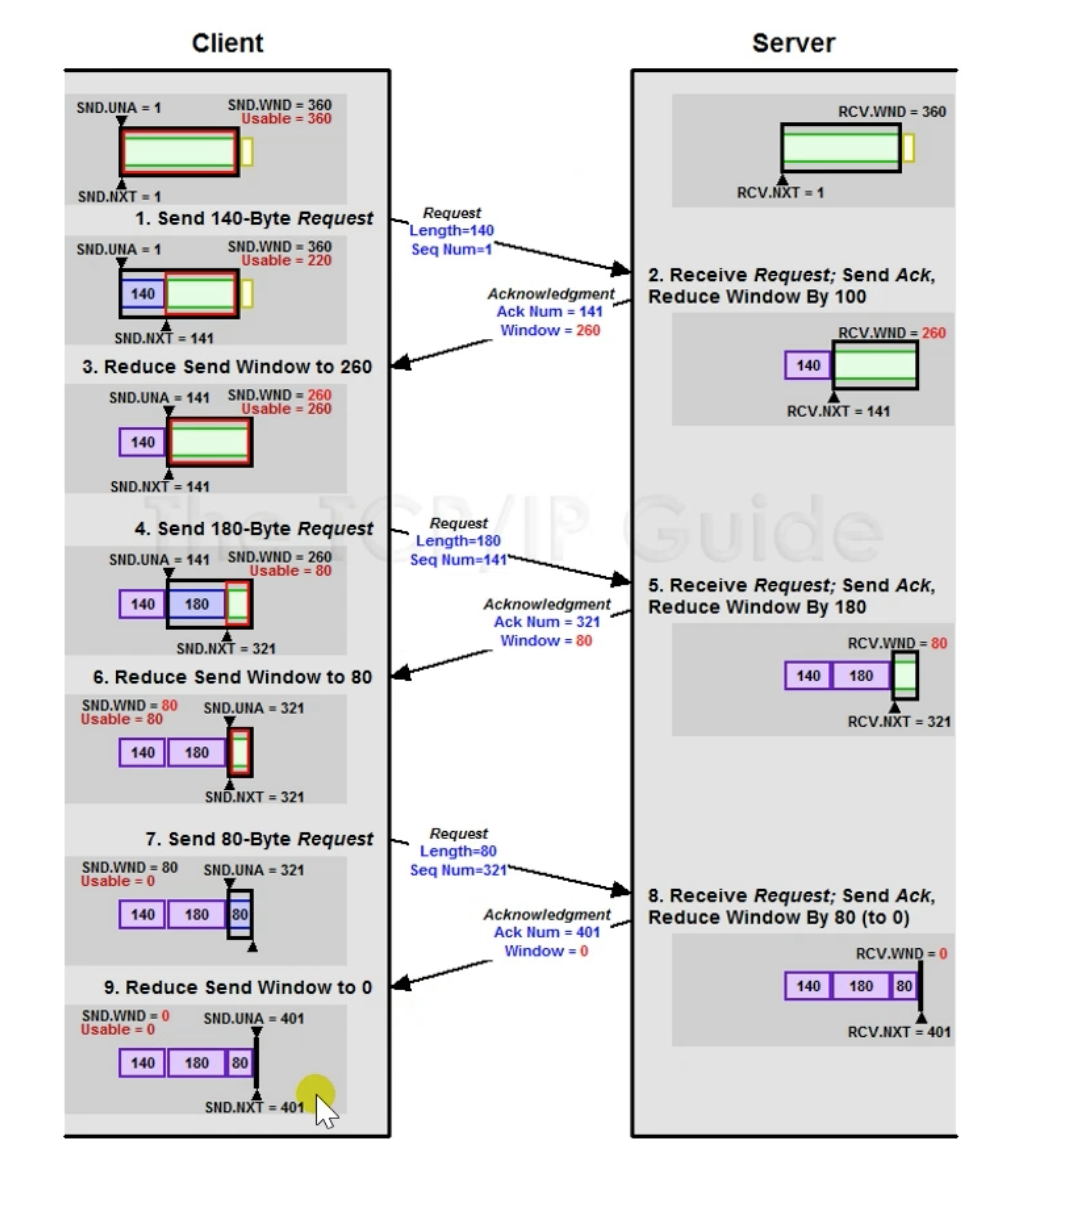 Client
Server
SND.UNA = 1
SND.WND = 360
Usable = 360
SND.NXT = 1
RCV.WND = 360
RCV.NXT = 1
1. Send 140-Byte Request
Request
Length=140
Seq Num=1
SND.UNA = 1
SND.WND = 360
Usable = 220
140
SND.NXT = 141
2. Receive Request; Send Ack,
Reduce Window By 100
Acknowledgment
Ack Num = 141
Window = 260
RCV.WND = 260
140
RCV.NXT = 141
3. Reduce Send Window to 260
SND.UNA = 141
SND.WND = 260
Usable = 260
140
SND.NXT = 141
The TCP/IP Guide
4. Send 180-Byte Request
Request
Length=180
Seq Num=141
SND.UNA = 141
SND.WND = 260
Usable = 80
140
180
SND.NXT = 321
5. Receive Request; Send Ack,
Reduce Window By 180
Acknowledgment
Ack Num = 321
Window = 80
RCV.WND = 80
140
180
RCV.NXT = 321
6. Reduce Send Window to 80
SND.WND = 80
Usable = 80
SND.UNA = 321
140
180
SND.NXT = 321
7. Send 80-Byte Request
Request
Length=80
Seq Num=321
SND.WND = 80
Usable = 0
SND.UNA = 321
140
180
80
8. Receive Request; Send Ack,
Reduce Window By 80 (to 0)
Acknowledgment
Ack Num = 401
Window = 0
RCV.WND = 0
140
180
80
RCV.NXT = 401
9. Reduce Send Window to 0
SND.WND = 0
Usable = 0
SND.UNA = 401
140
180
80
SND.NXT = 401